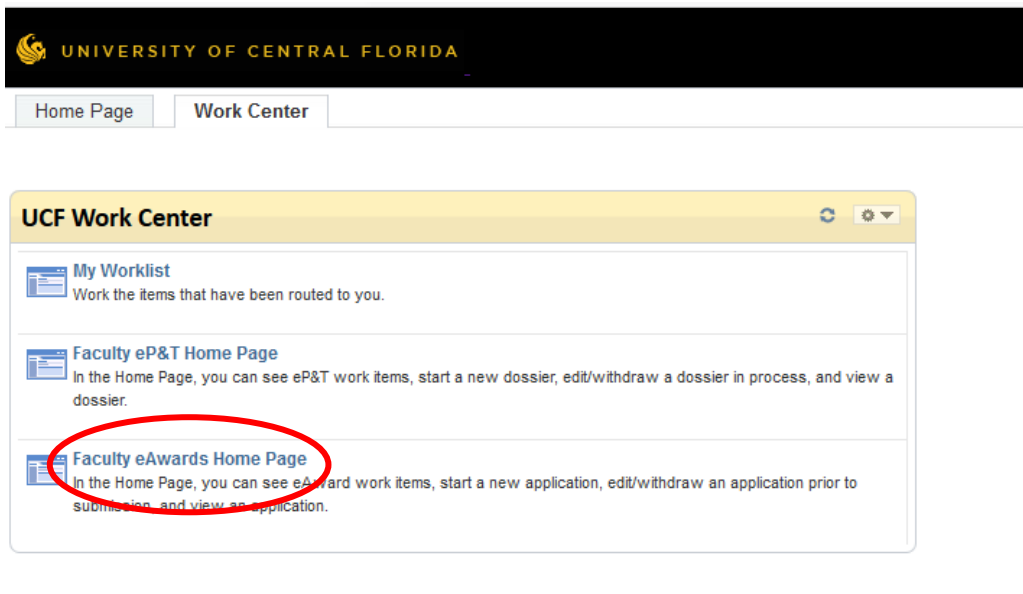 UNIVERSITY OF CENTRAL FLORIDA
Home Page
Work Center
UCF Work Center
My Worklist
Work the items that have been routed to you.
Faculty eP&T Home Page
In the Home Page, you can see eP&T work items, start a new dossier, edit/withdraw a dossier in process, and view a
dossier.
Faculty eAwards Home Page
In the Home Page, you can see eAward work items, start a new application, edit/withdraw an application prior to
submission, and view an application.